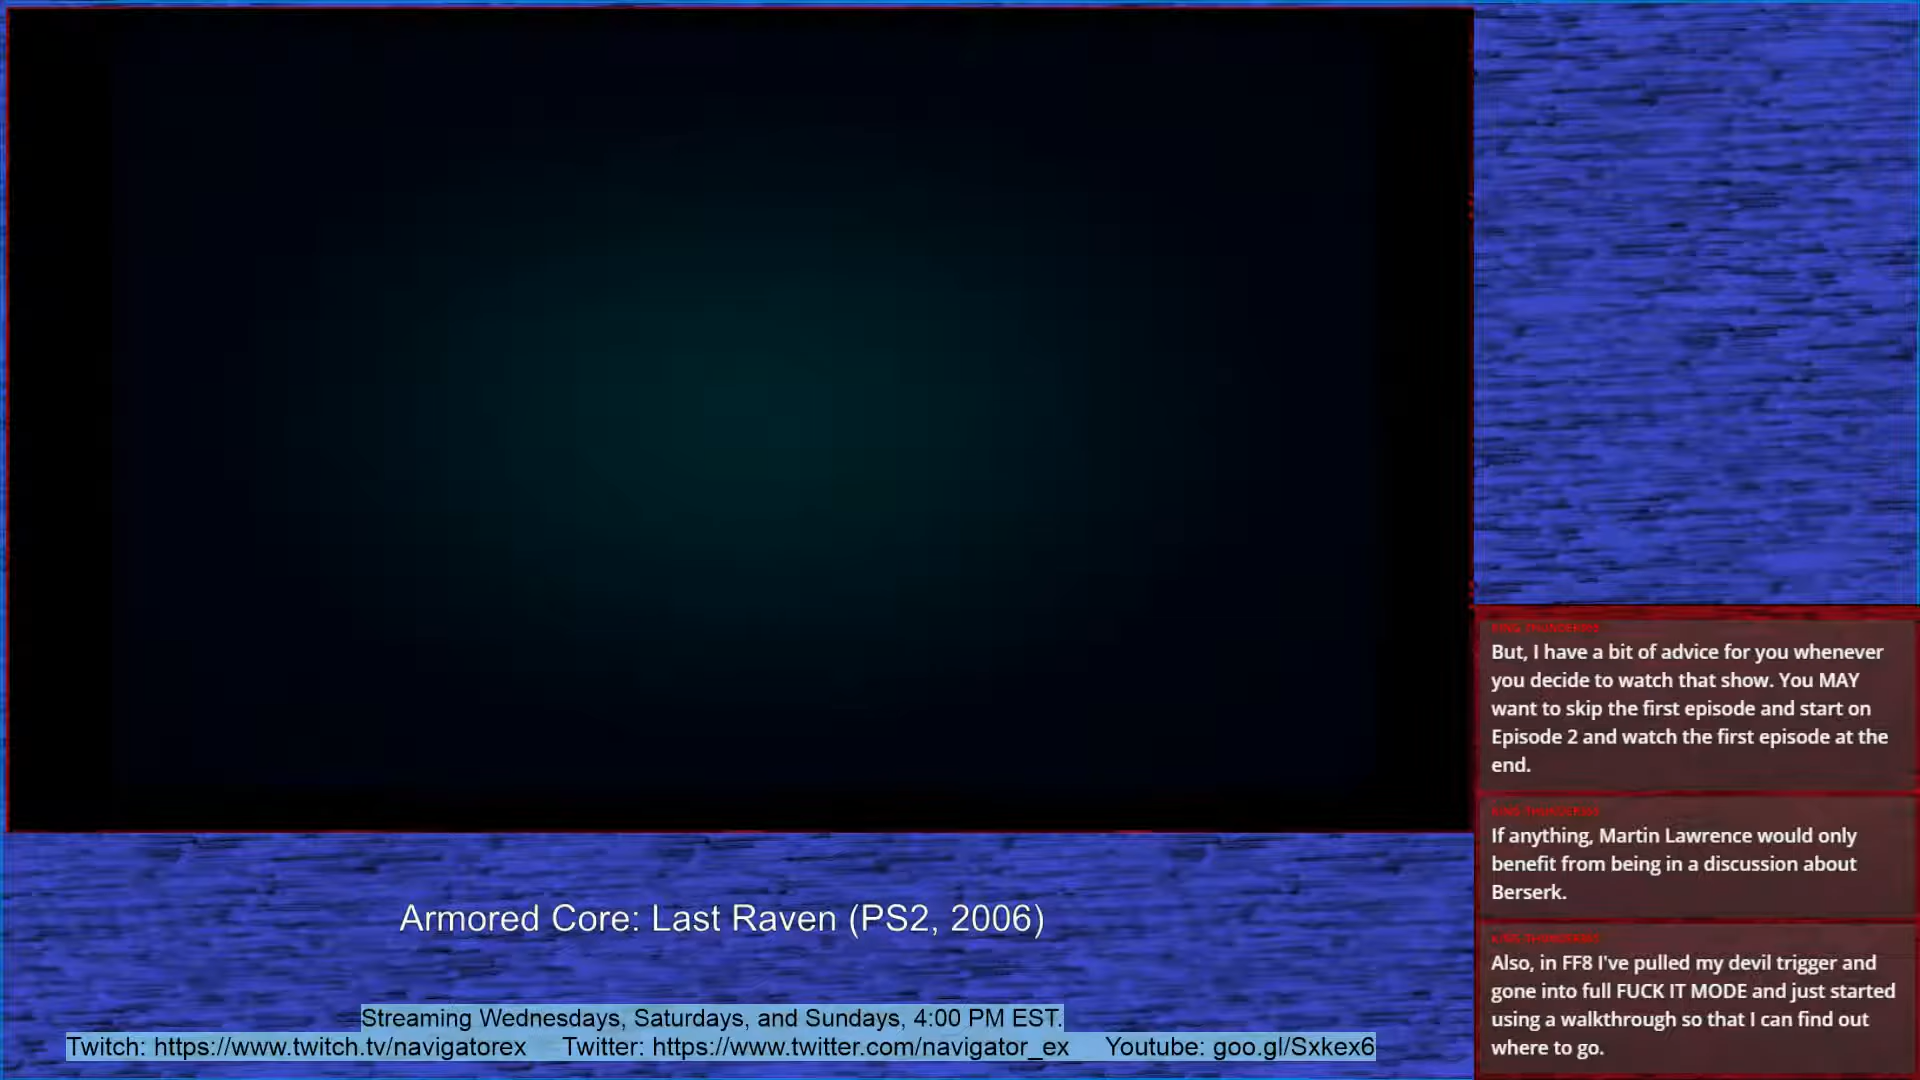 KING THUNDER803
But, I have a bit of advice for you whenever
you decide to watch that show. You MAY
want to skip the first episode and start on
Episode 2 and watch the first episode at the
end.
If anything, Martin Lawrence would only
benefit from being in a discussion about
Berserk.
Also, in FF8 I've pulled my devil trigger and
gone into full FUCK IT MODE and just started
using a walkthrough so that I can find out
where to go.
Armored Core: Last Raven (PS2, 2006)
Streaming Wednesdays, Saturdays, and Sundays, 4:00 PM EST.
Twitch: https://www.twitch.tv/navigatorex Twitter: https://www.twitter.com/navigator_ex Youtube: goo.gl/Sxkex6